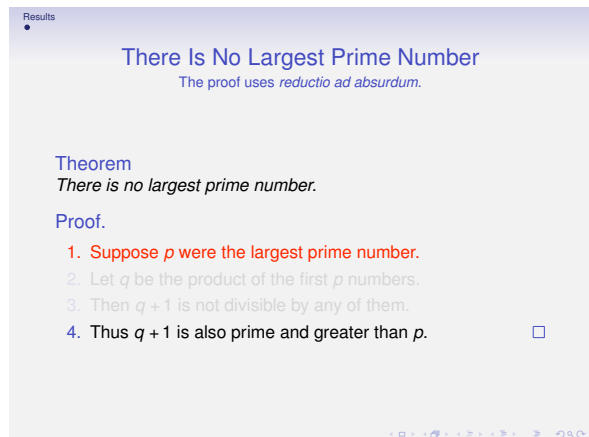 Results
There Is No Largest Prime Number
The proof uses reductio ad absurdum.
Theorem
There is no largest prime number.
Proof.
1. Suppose p were the largest prime number.
2. Let q be the product of the first p numbers.
3. Then q + 1 is not divisible by any of them.
4. Thus q + 1 is also prime and greater than p.